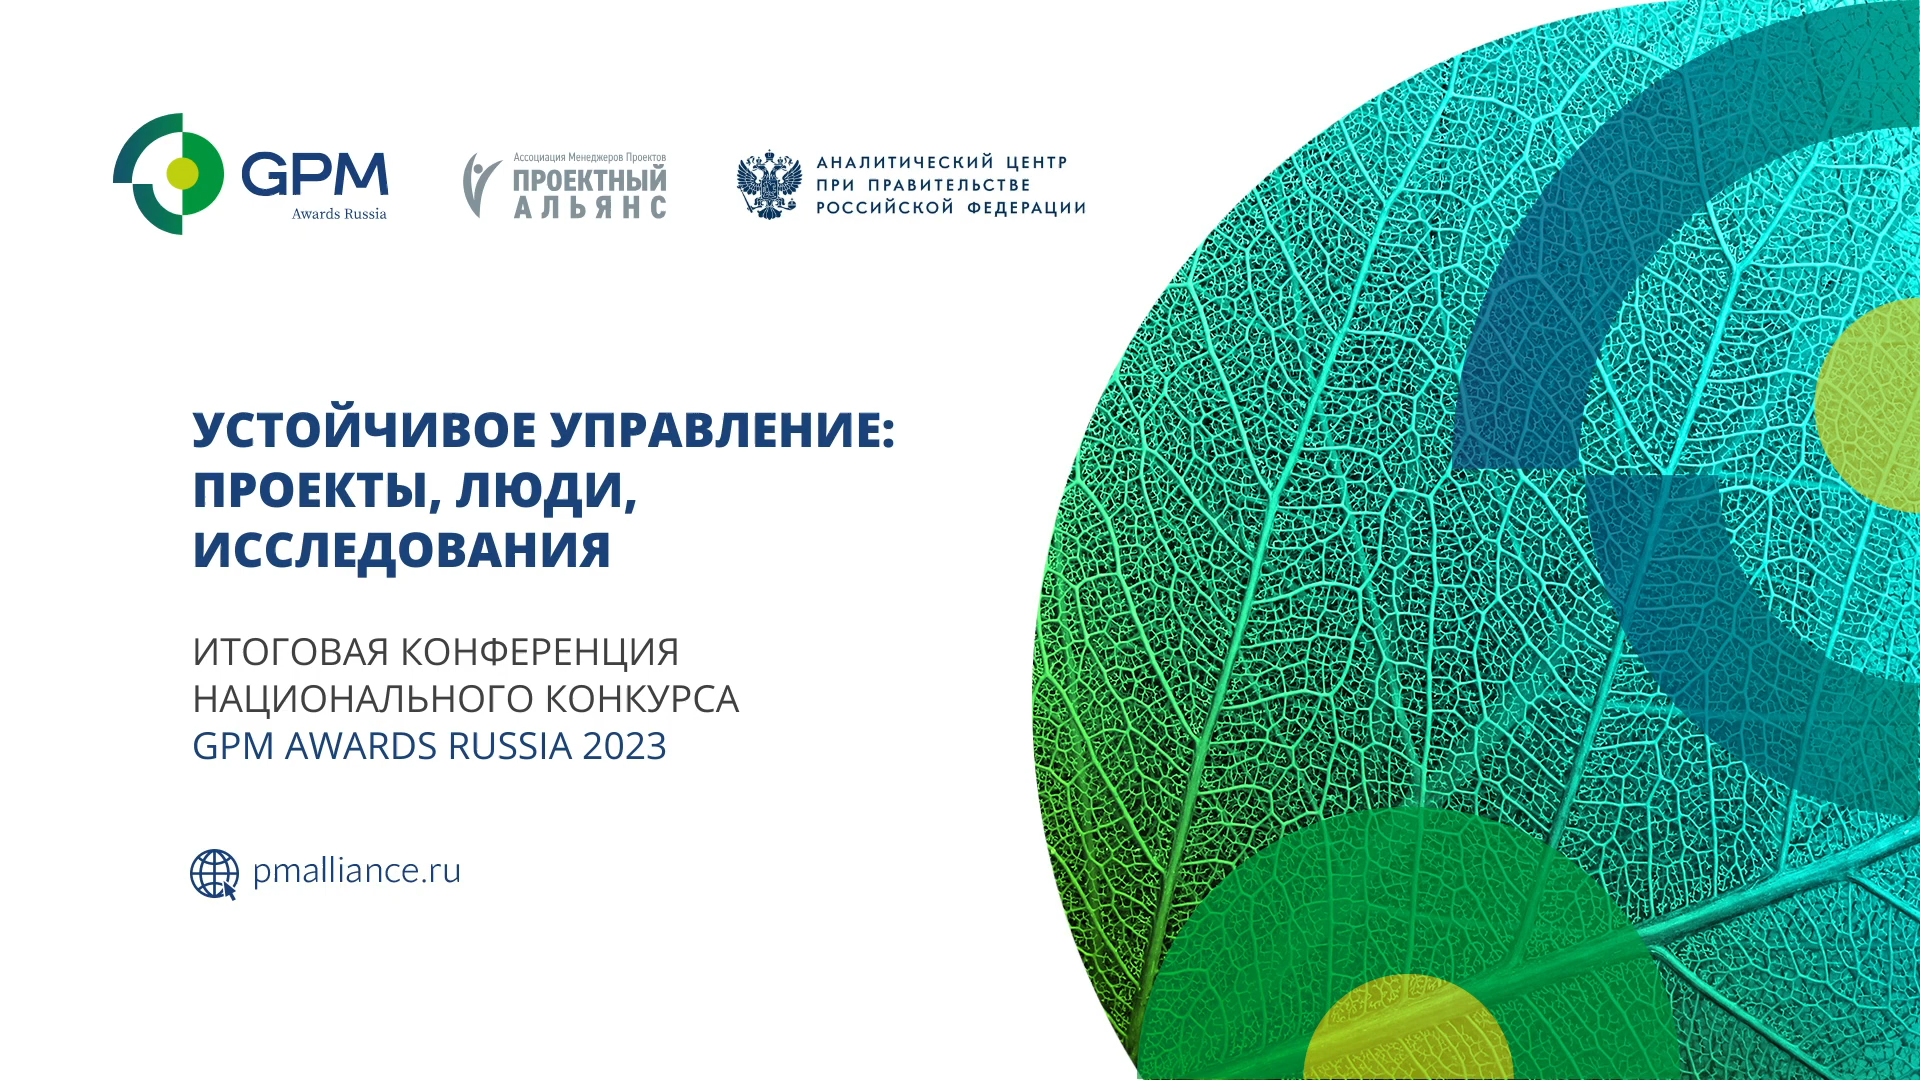 GPM
Awards Russia
Ассоциация Менеджеров Проектов
ПРОЕКТНЫЙ
АЛЬЯНС
АНАЛИТИЧЕСКИЙ ЦЕНТР
ПРИ ПРАВИТЕЛЬСТВЕ
РОССИЙСКОЙ ФЕДЕРАЦИИ
УСТОЙЧИВОЕ УПРАВЛЕНИЕ:
ПРОЕКТЫ, ЛЮДИ,
ИССЛЕДОВАНИЯ
ИТОГОВАЯ КОНФЕРЕНЦИЯ
НАЦИОНАЛЬНОГО КОНКУРСА
GPM AWARDS RUSSIA 2023
pmalliance.ru